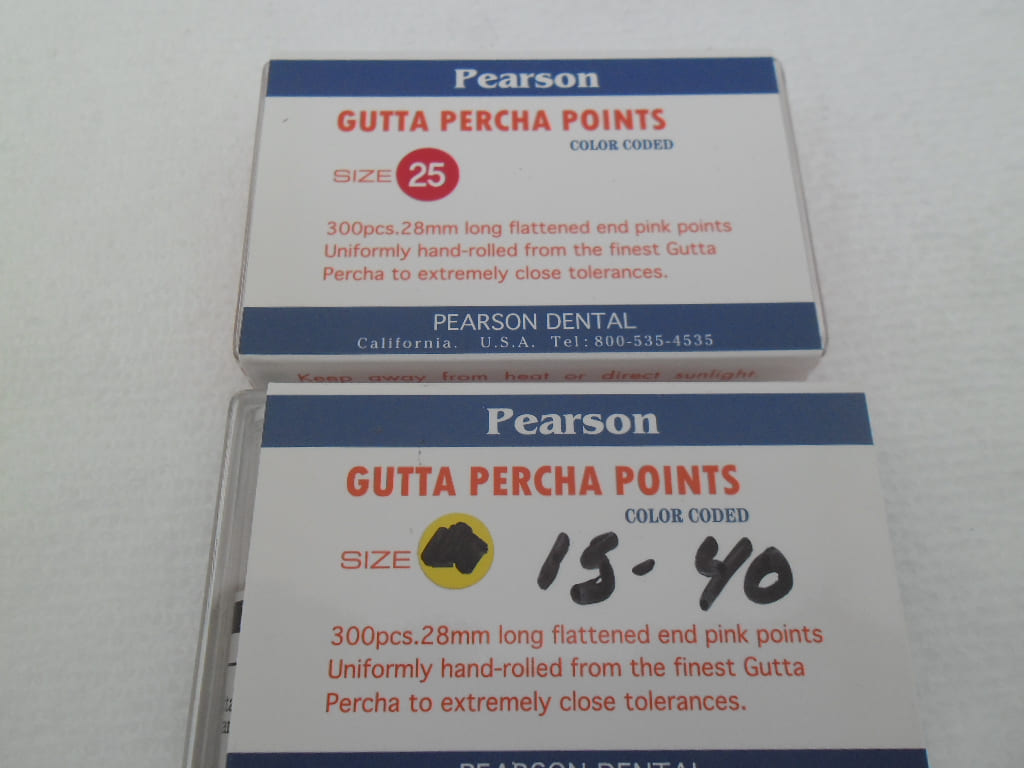 Pearson
GUTTA PERCHA POINTS
COLOR CODED
SIZE 25
300pcs.28mm long flattened end pink points
Uniformly hand-rolled from the finest Gutta
Percha to extremely close tolerances.
PEARSON DENTAL
California. U.S.A. Tel:800-535-4535
Keep away from heat or direct sunlight.
Pearson
GUTTA PERCHA POINTS
COLOR CODED
SIZE 15-40
300pcs.28mm long flattened end pink points
Uniformly hand-rolled from the finest Gutta
Percha to extremely close tolerances.
PEARSON DENTAL